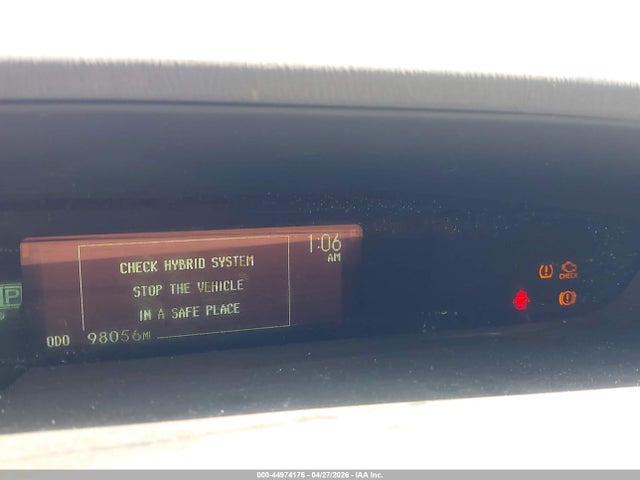 1:06
AM
CHECK HYBRID SYSTEM
STOP THE VEHICLE
IN A SAFE PLACE
ODO 98056MI
P
CHECK
000-44974176 - 04/27/2026 - IAA Inc.